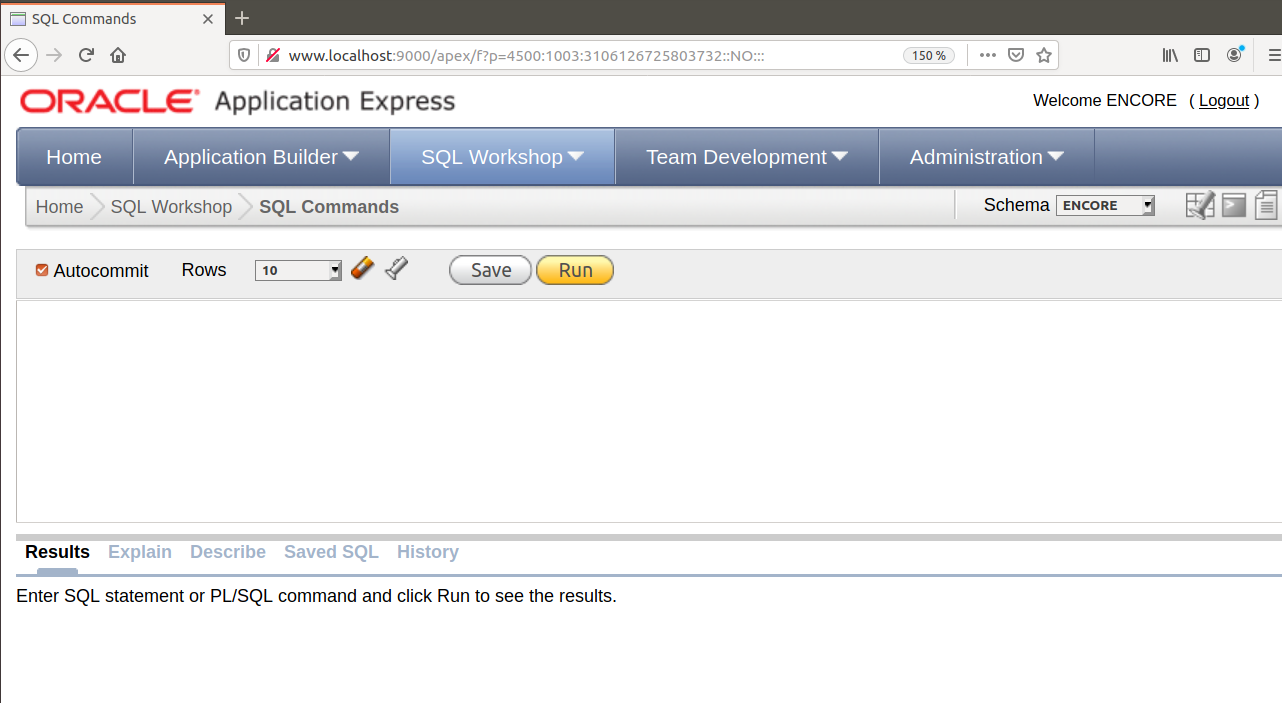 SQL Commands
www.localhost:9000/apex/f?p=4500:1003:3106126725803732::NO:::
150 %
ORACLE Application Express
Welcome ENCORE ( Logout )
Home Application Builder SQL Workshop Team Development Administration
Home SQL Workshop SQL Commands Schema ENCORE
Autocommit Rows 10 Save Run
Results Explain Describe Saved SQL History
Enter SQL statement or PL/SQL command and click Run to see the results.